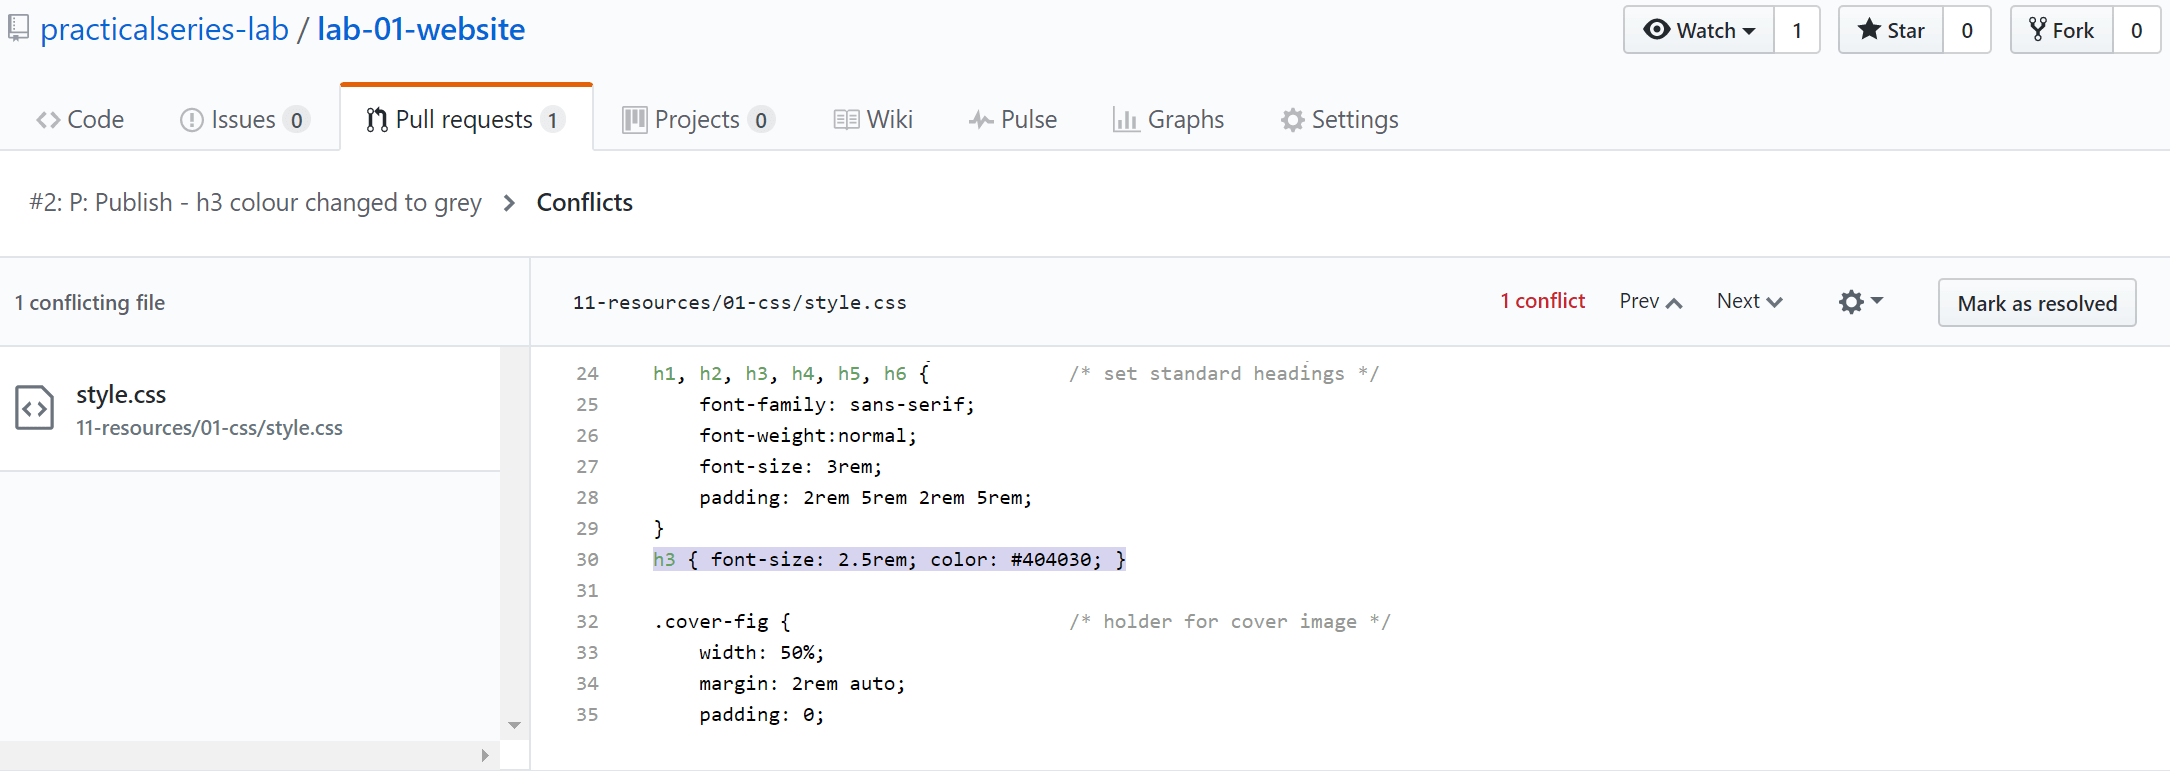 practicalseries-lab / lab-01-website
Watch 1 Star 0 Fork 0
Code Issues 0 Pull requests 1 Projects 0 Wiki Pulse Graphs Settings
#2: P: Publish - h3 colour changed to grey Conflicts
1 conflicting file
11-resources/01-css/style.css 1 conflict Prev Next Mark as resolved
style.css
11-resources/01-css/style.css
24 h1, h2, h3, h4, h5, h6 { /* set standard headings */
25 font-family: sans-serif;
26 font-weight:normal;
27 font-size: 3rem;
28 padding: 2rem 5rem 2rem 5rem;
29 }
30 h3 { font-size: 2.5rem; color: #404030; }
31
32 .cover-fig { /* holder for cover image */
33 width: 50%;
34 margin: 2rem auto;
35 padding: 0;